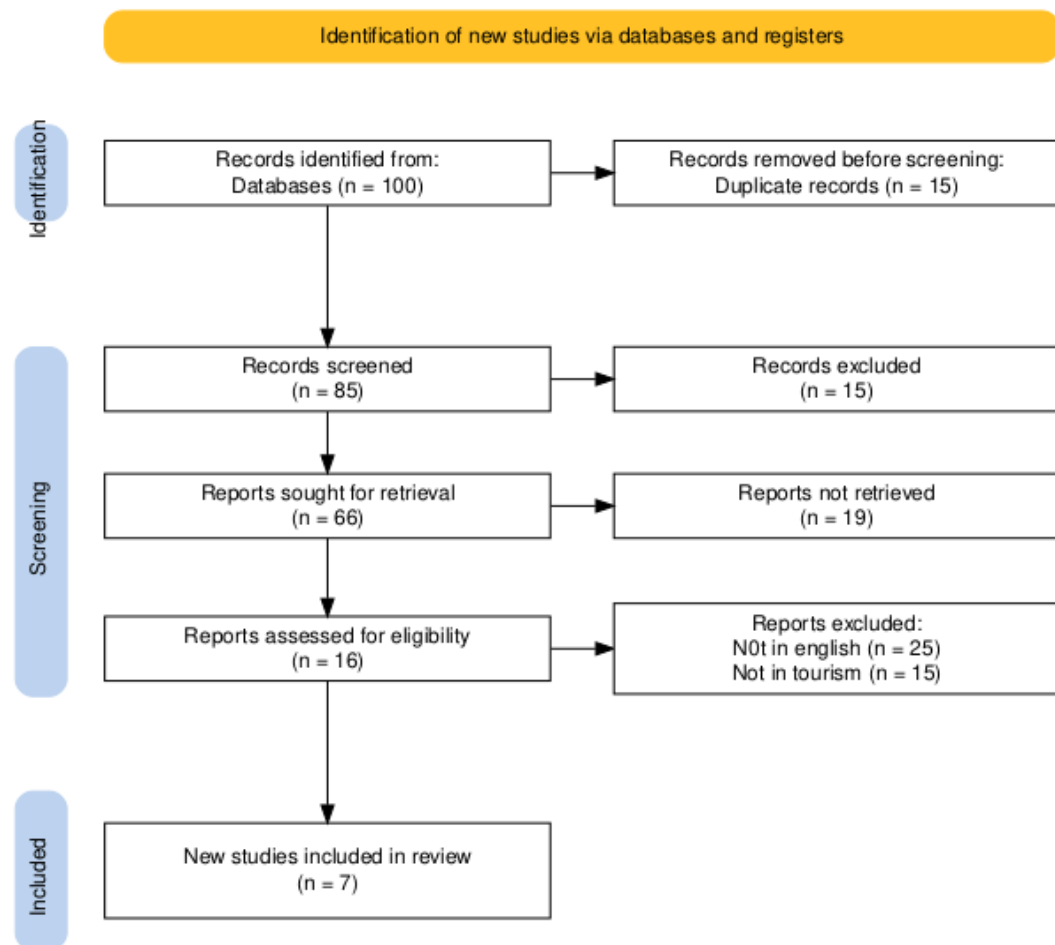 Identification of new studies via databases and registers
Identification
Records identified from:
Databases (n = 100)
Records removed before screening:
Duplicate records (n = 15)
Screening
Records screened
(n = 85)
Records excluded
(n = 15)
Reports sought for retrieval
(n = 66)
Reports not retrieved
(n = 19)
Reports assessed for eligibility
(n = 16)
Reports excluded:
N0t in english (n = 25)
Not in tourism (n = 15)
Included
New studies included in review
(n = 7)